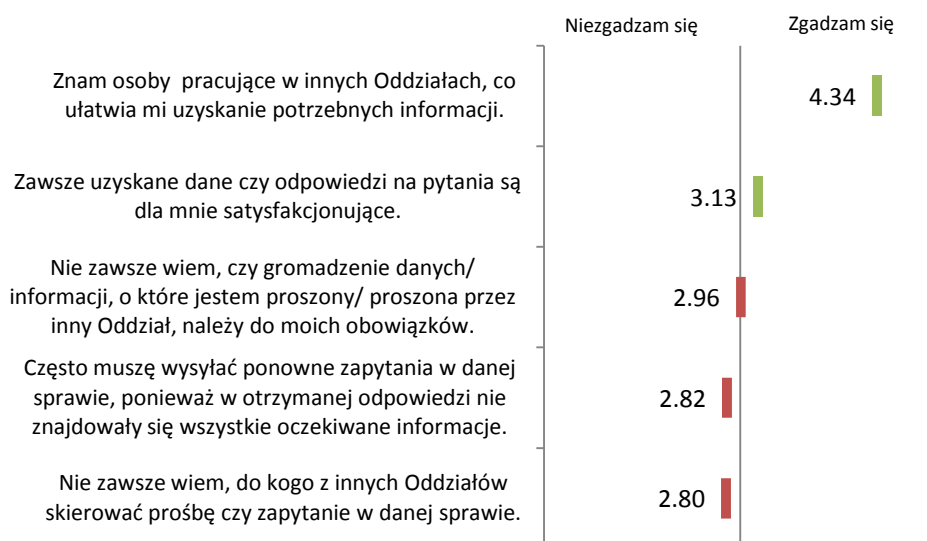 Niezgadzam się
Zgadzam się
Znam osoby pracujące w innych Oddziałach, co
ułatwia mi uzyskanie potrzebnych informacji.
4.34
Zawsze uzyskane dane czy odpowiedzi na pytania są
dla mnie satysfakcjonujące.
3.13
Nie zawsze wiem, czy gromadzenie danych/
informacji, o które jestem proszony/ proszona przez
inny Oddział, należy do moich obowiązków.
2.96
Często muszę wysyłać ponowne zapytania w danej
sprawie, ponieważ w otrzymanej odpowiedzi nie
znajdowały się wszystkie oczekiwane informacje.
2.82
Nie zawsze wiem, do kogo z innych Oddziałów
skierować prośbę czy zapytanie w danej sprawie.
2.80